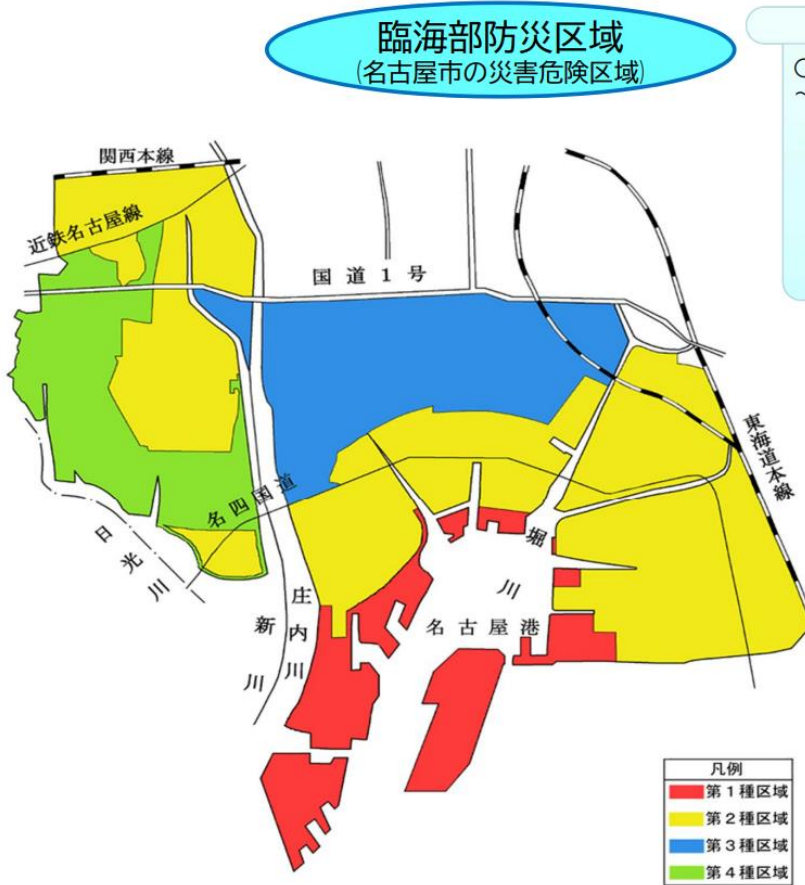 臨海部防災区域
(名古屋市の災害危険区域)
〇
~
関西本線
近鉄名古屋線
国道1号
東海道本線
名四国道
日光川
新川
庄内川
堀川
名古屋港
凡例
第1種区域
第2種区域
第3種区域
第4種区域